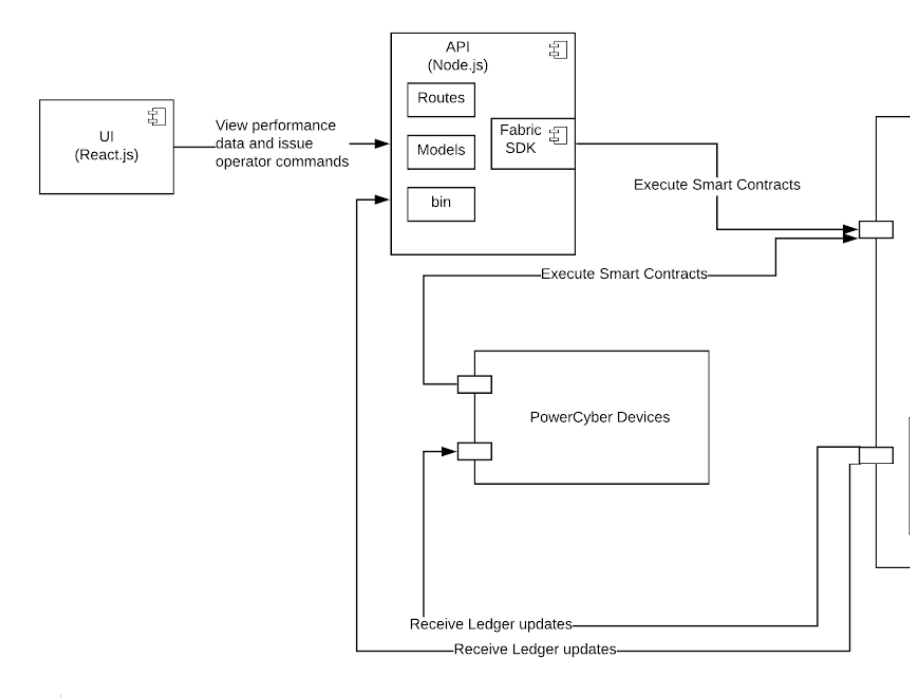 API
(Node.js)
Routes
UI
(React.js)
View performance
data and issue
operator commands
Models
Fabric
SDK
bin
Execute Smart Contracts
Execute Smart Contracts
PowerCyber Devices
Receive Ledger updates
Receive Ledger updates